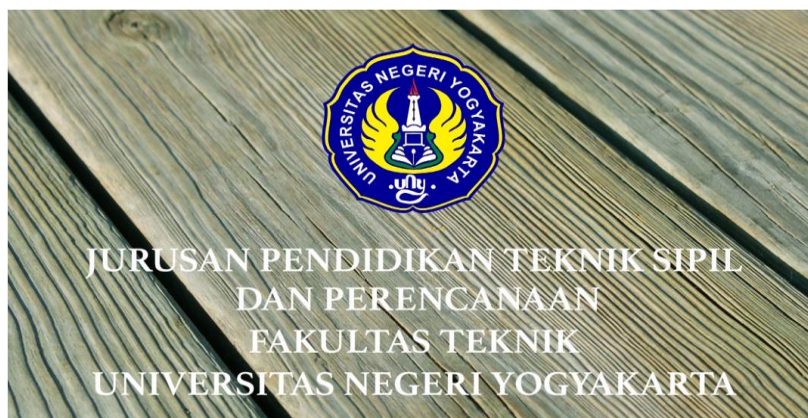 UNIVERSITAS NEGERI YOGYAKARTA
uny
JURUSAN PENDIDIKAN TEKNIK SIPIL
DAN PERENCANAAN
FAKULTAS TEKNIK
UNIVERSITAS NEGERI YOGYAKARTA